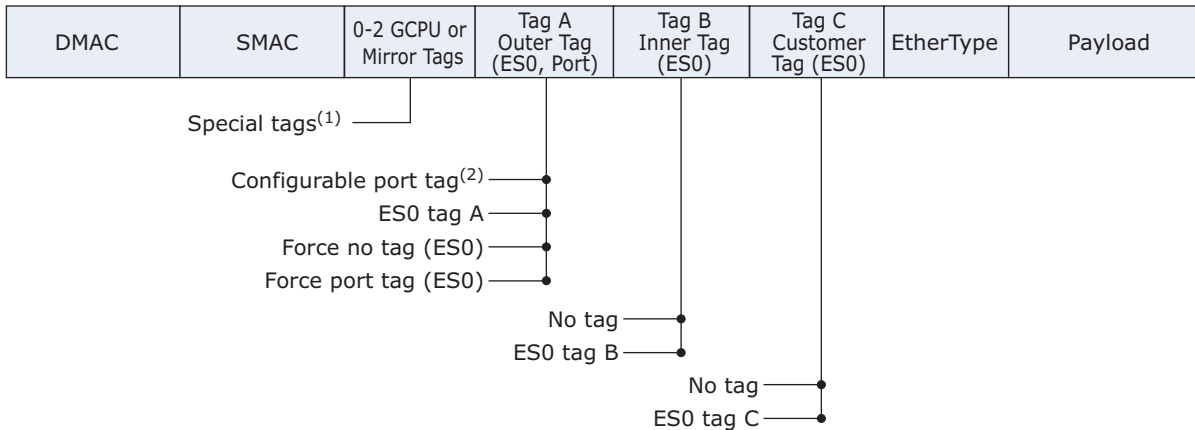 DMAC
SMAC
0-2 GCPU or
Mirror Tags
Tag A
Outer Tag
(ES0, Port)
Tag B
Inner Tag
(ES0)
Tag C
Customer
Tag (ES0)
EtherType
Payload
Special tags(1)
Configurable port tag(2)
ES0 tag A
Force no tag (ES0)
Force port tag (ES0)
No tag
ES0 tag B
No tag
ES0 tag C